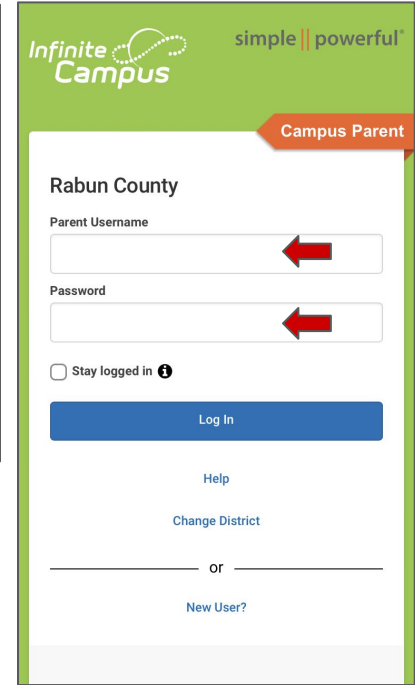 Infinite
Campus
simple || powerful®
Campus Parent
Rabun County
Parent Username
Password
Stay logged in
Log In
Help
Change District
or
New User?